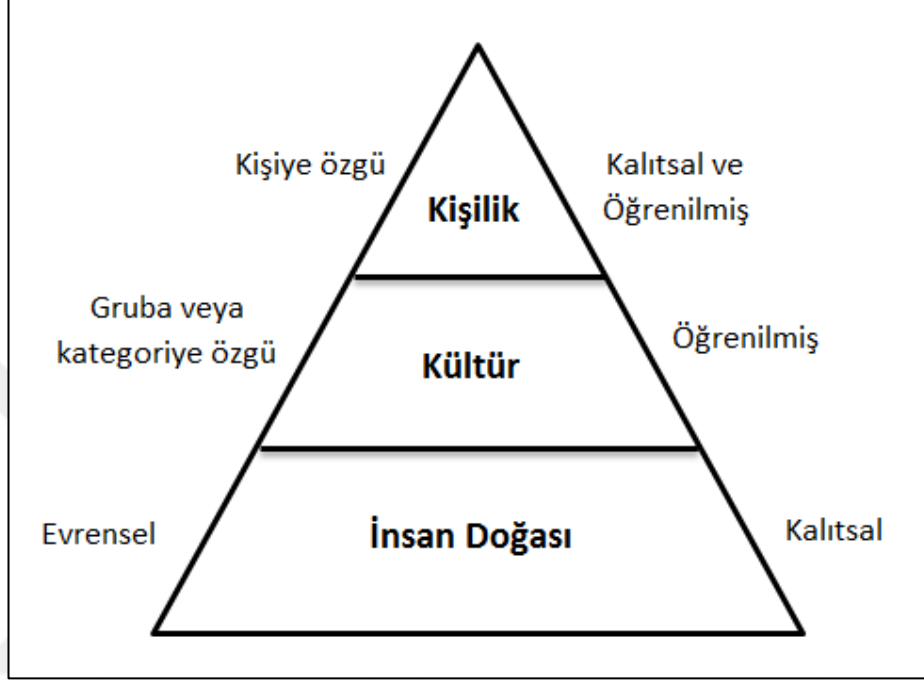 Kişiye özgü
Kalıtsal ve
Öğrenilmiş
Kişilik
Gruba veya
kategoriye özgü
Öğrenilmiş
Kültür
Evrensel
İnsan Doğası
Kalıtsal